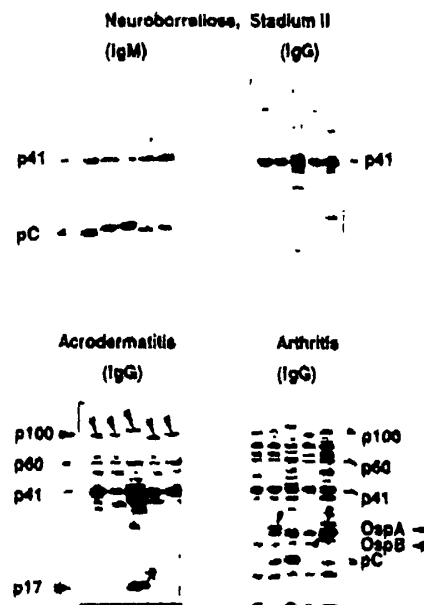 Neuroborreliose, Stadium II
(IgM) (IgG)
p41 p41
pC
Acrodermatitis Arthritis
(IgG) (IgG)
p100 p100
p60 p60
p41 p41
OspA
OspB
pC
p17